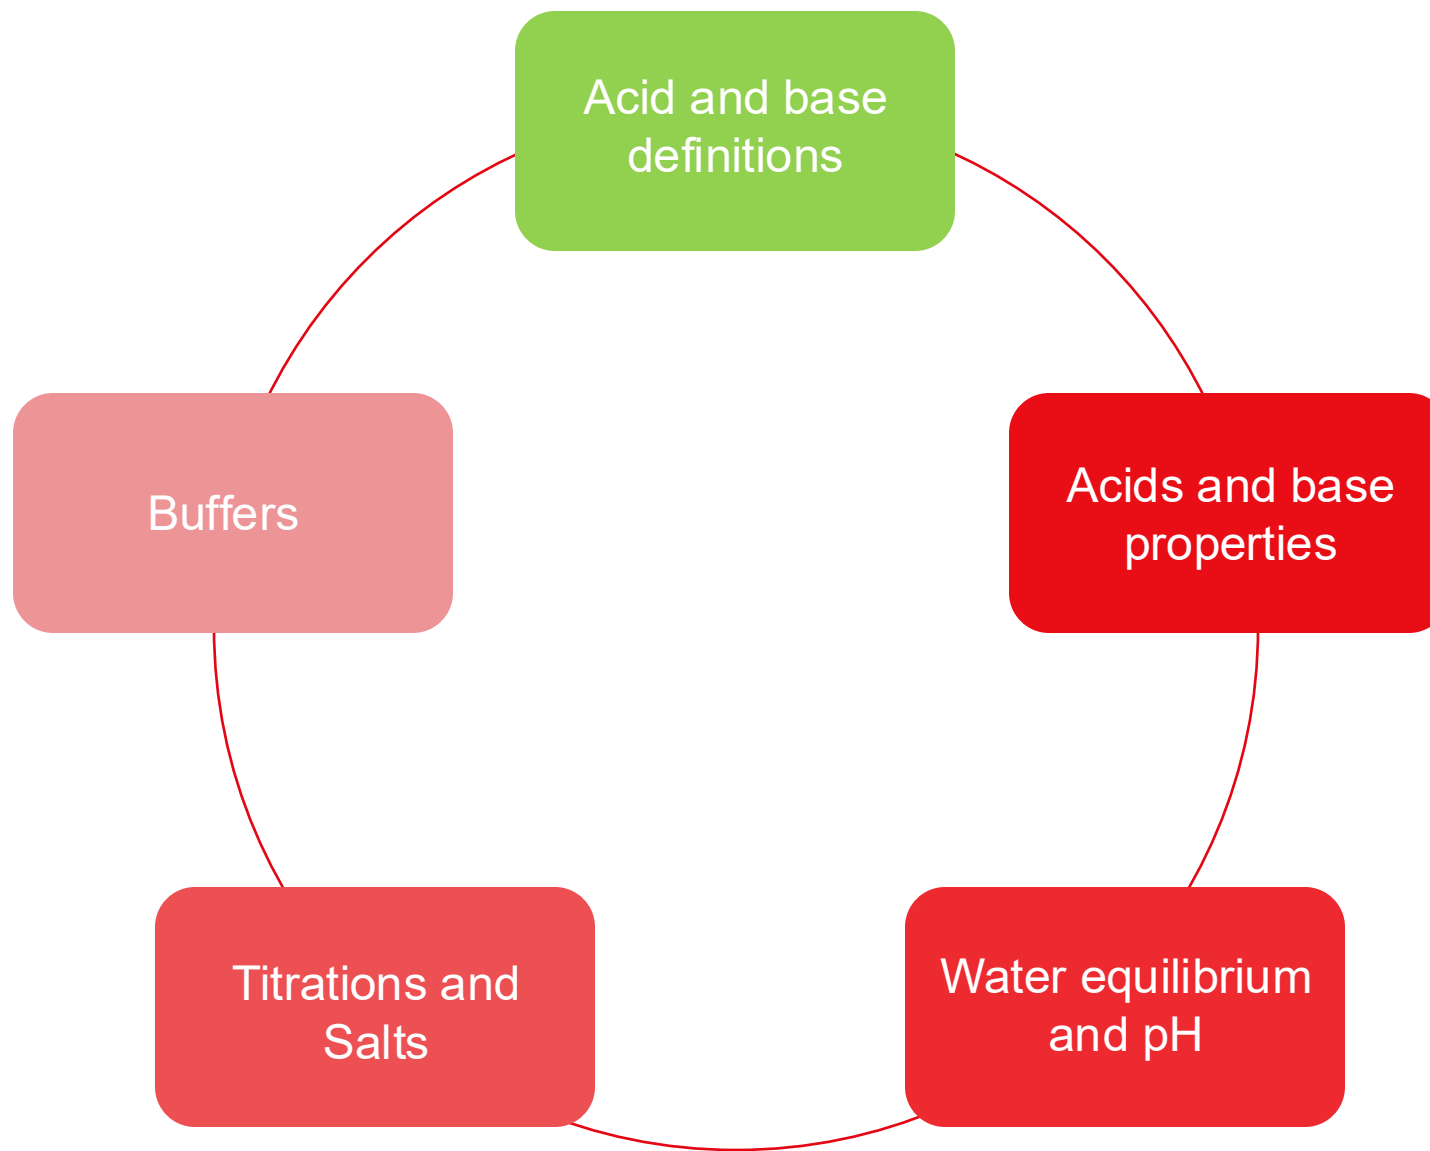 Acid and base
definitions
Acids and base
properties
Water equilibrium
and pH
Titrations and
Salts
Buffers